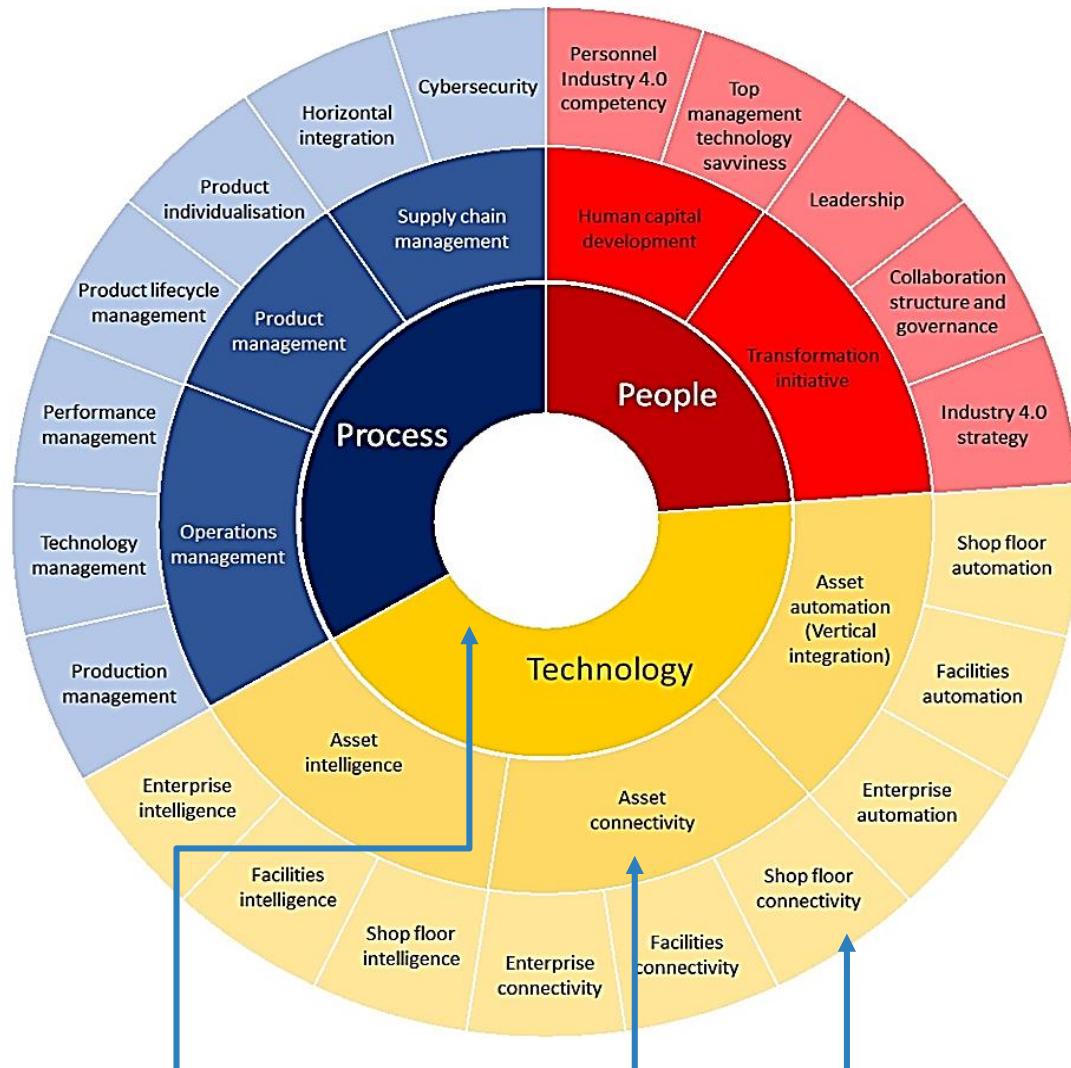 Cybersecurity
Horizontal
integration
Product
individualisation
Product lifecycle
management
Performance
management
Technology
management
Production
management
Supply chain
management
Product
management
Operations
management
Process
Personnel
Industry 4.0
competency
Top
management
technology
savviness
Leadership
Collaboration
structure and
governance
Industry 4.0
strategy
Human capital
development
Transformation
initiative
People
Technology
Asset
automation
(Vertical
integration)
Asset
connectivity
Asset
intelligence
Shop floor
automation
Facilities
automation
Enterprise
automation
Shop floor
connectivity
Facilities
connectivity
Enterprise
connectivity
Shop floor
intelligence
Facilities
intelligence
Enterprise
intelligence